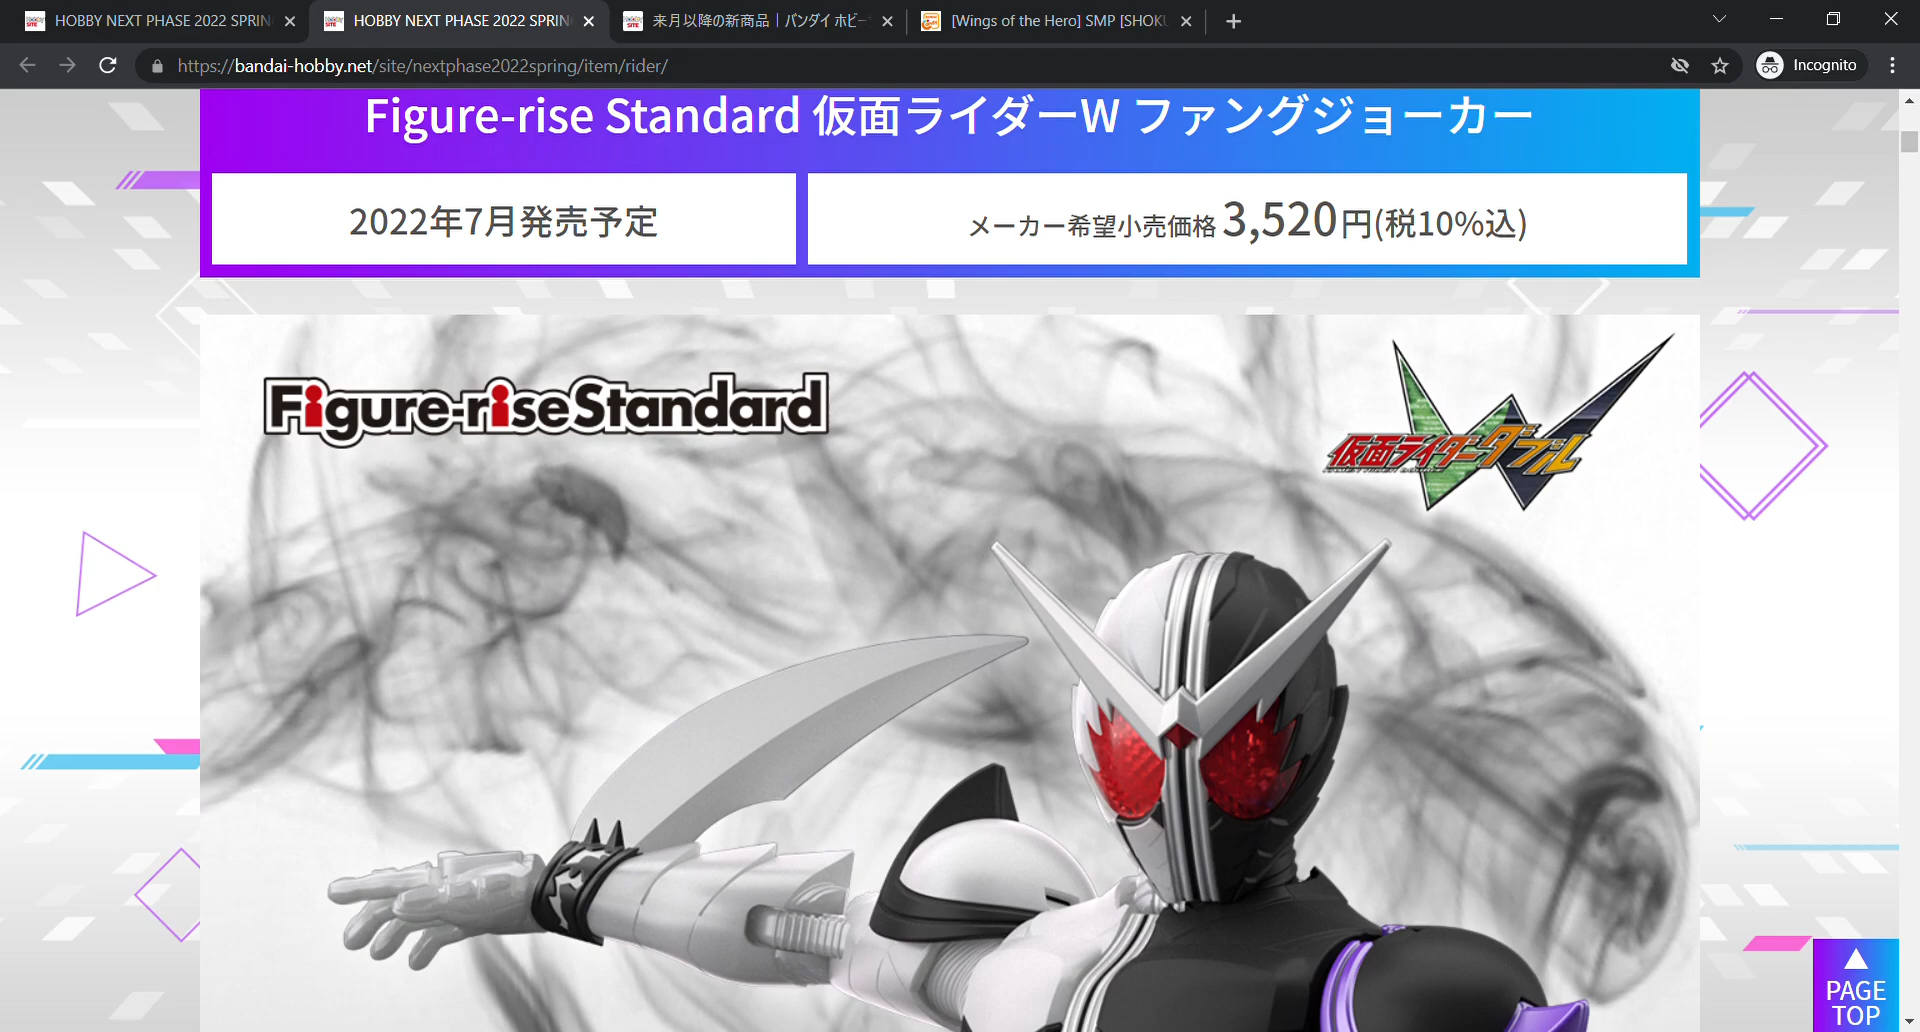 HOBBY NEXT PHASE 2022 SPRIN
HOBBY NEXT PHASE 2022 SPRIN
来月以降の新商品｜バンダイ ホビー
[Wings of the Hero] SMP [SHOKU
https://bandai-hobby.net/site/nextphase2022spring/item/rider/
Incognito
Figure-rise Standard 仮面ライダーW ファングジョーカー
2022年7月発売予定
メーカー希望小売価格 3,520円(税10%込)
Figure-riseStandard
仮面ライダーダブル
PAGE
TOP